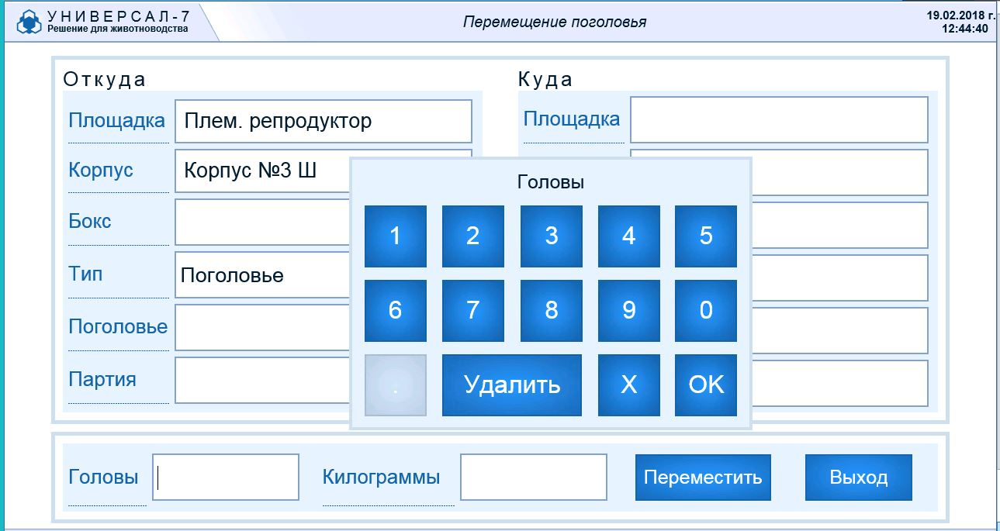 УНИВЕРСАЛ-7
Решение для животноводства
Перемещение поголовья
19.02.2018 г.
12:44:40
Откуда
Площадка Плем. репродуктор
Корпус Корпус №3 Ш
Бокс
Тип Поголовье
Поголовье
Партия
Куда
Площадка
Головы
1 2 3 4 5
6 7 8 9 0
. Удалить X OK
Головы Килограммы Переместить Выход